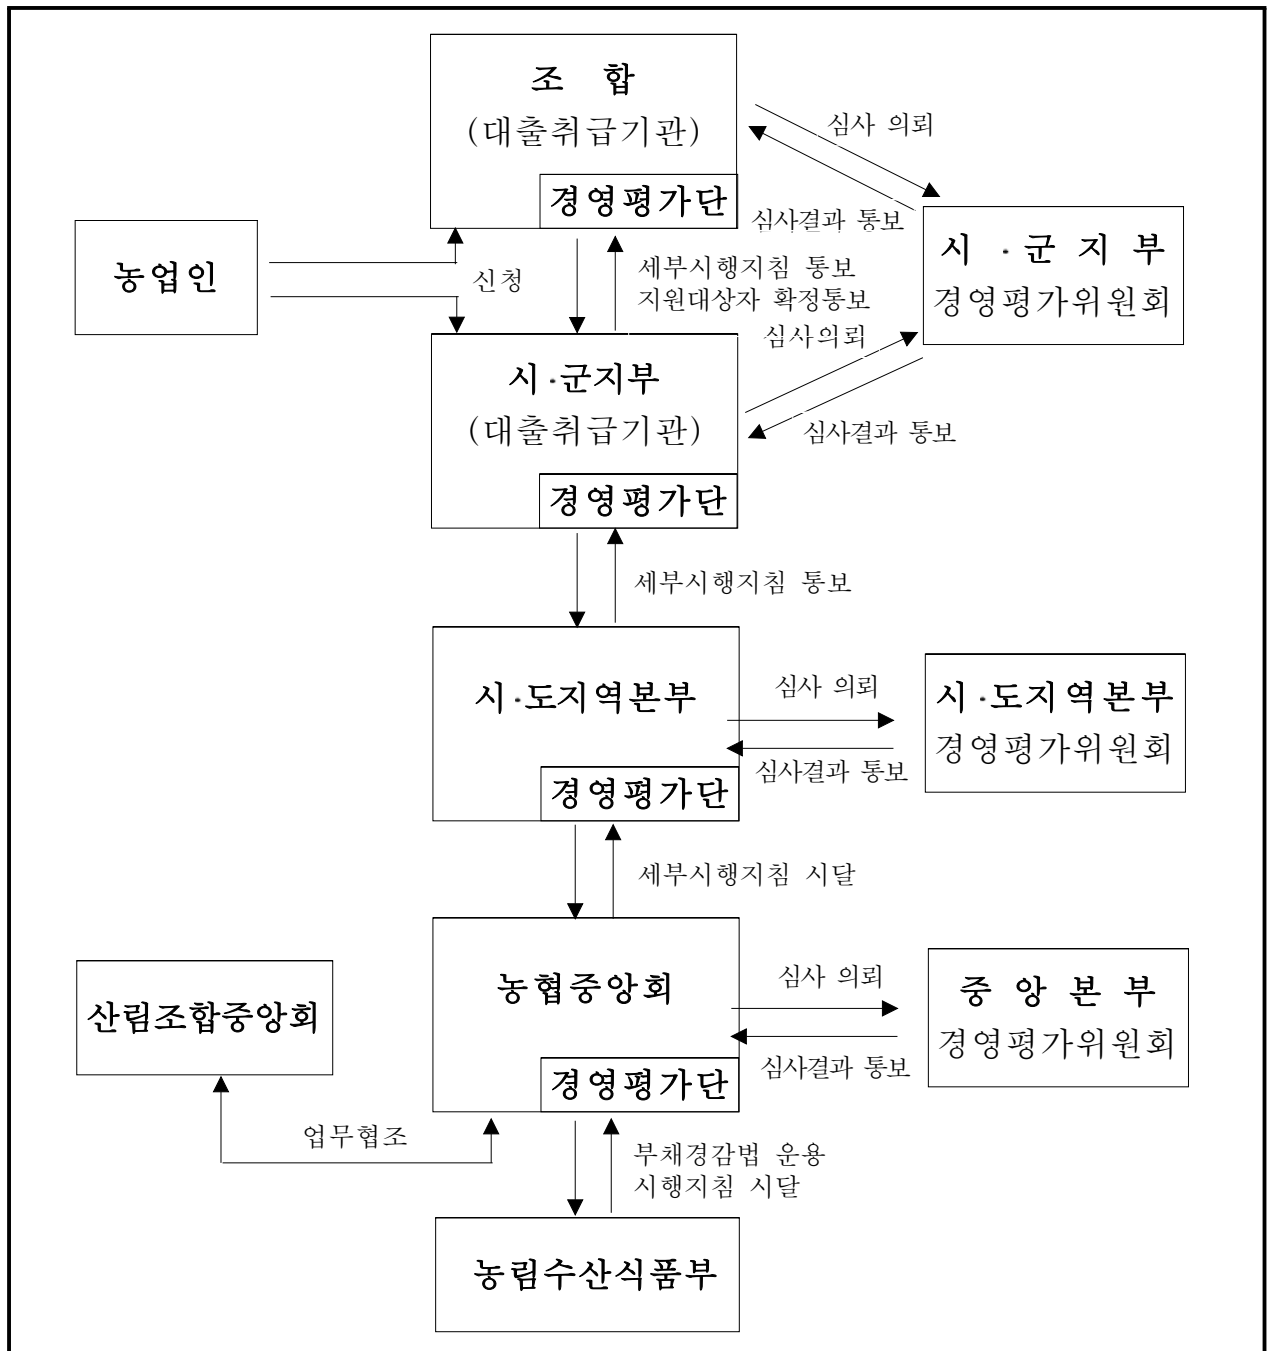 조 합
(대출취급기관)
경영평가단
심사 의뢰
심사결과 통보
시 ·군 지 부
경영평가위원회
농업인
신청
세부시행지침 통보
지원대상자 확정통보
심사의뢰
시·군지부
(대출취급기관)
심사결과 통보
경영평가단
세부시행지침 통보
시·도지역본부
심사 의뢰
심사결과 통보
시·도지역본부
경영평가위원회
경영평가단
세부시행지침 시달
농협중앙회
심사 의뢰
심사결과 통보
중 앙 본 부
경영평가위원회
산림조합중앙회
경영평가단
업무협조
부채경감법 운용
시행지침 시달
농림수산식품부